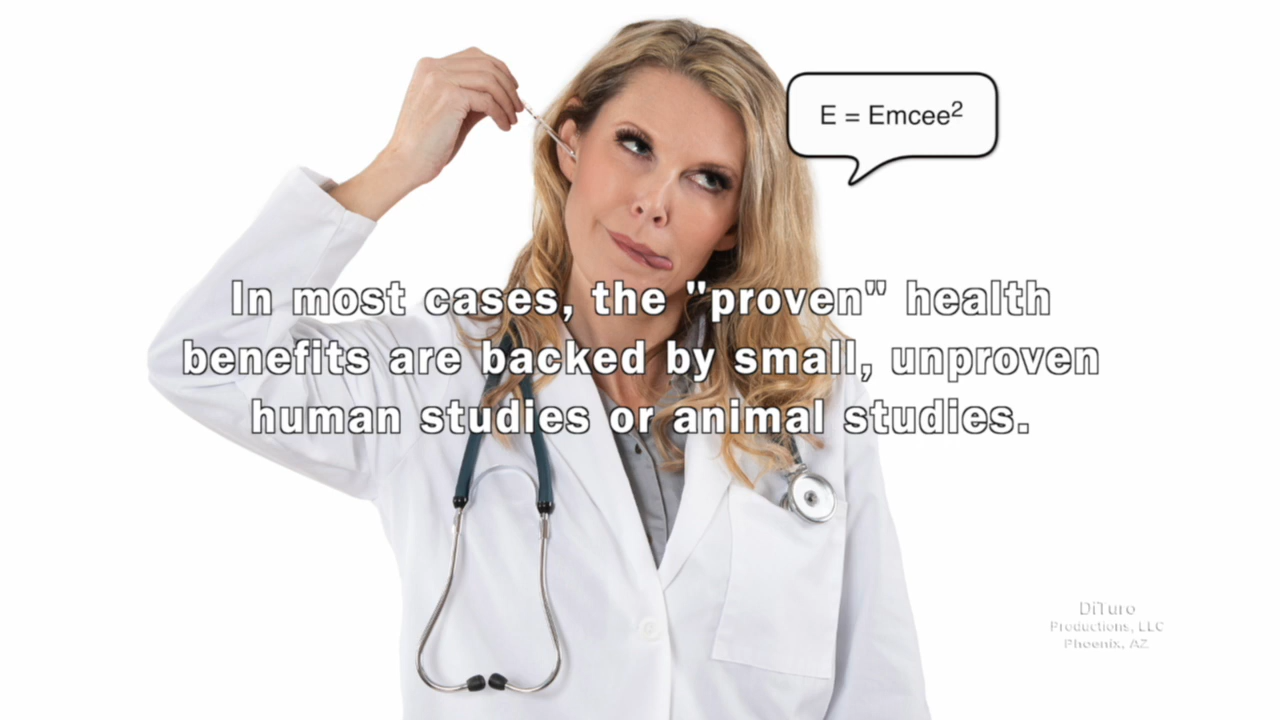 E = Emcee²
In most cases, the "proven" health
benefits are backed by small, unproven
human studies or animal studies.
DiTuro
Productions, LLC
Phoenix, AZ